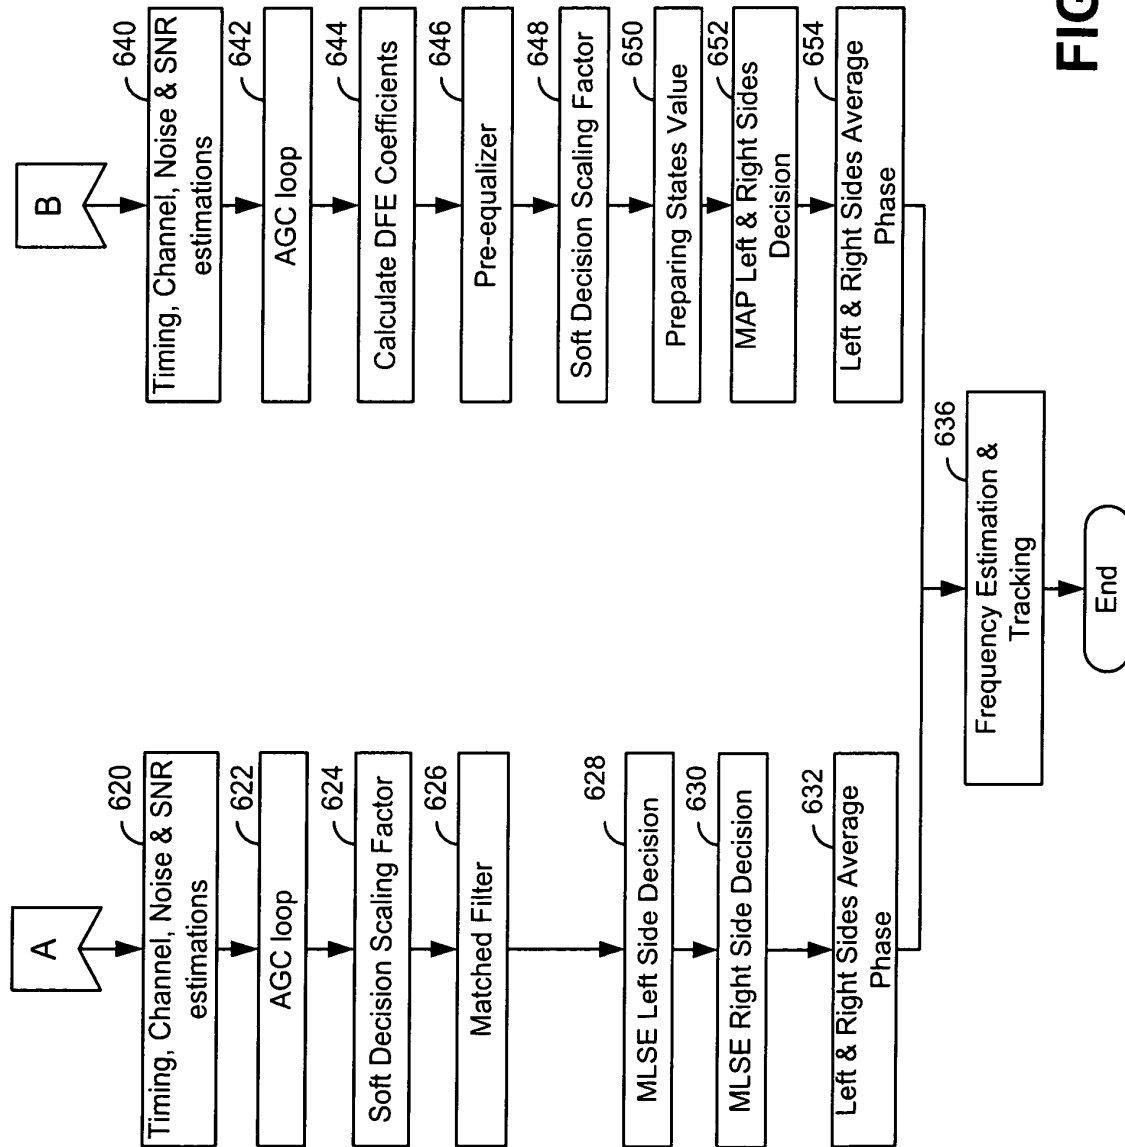 A
620
Timing, Channel, Noise & SNR
estimations
622
AGC loop
624
Soft Decision Scaling Factor
626
Matched Filter
628
MLSE Left Side Decision
630
MLSE Right Side Decision
632
Left & Right Sides Average
Phase
B
640
Timing, Channel, Noise & SNR
estimations
642
AGC loop
644
Calculate DFE Coefficients
646
Pre-equalizer
648
Soft Decision Scaling Factor
650
Preparing States Value
652
MAP Left & Right Sides
Decision
654
Left & Right Sides Average
Phase
636
Frequency Estimation &
Tracking
End
FIG